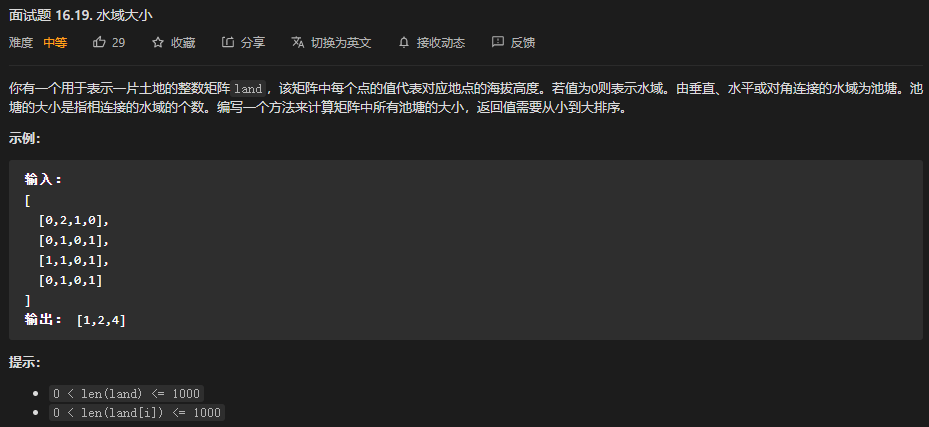 面试题 16.19. 水域大小
难度 中等 29 收藏 分享 切换为英文 接收动态 反馈
你有一个用于表示一片土地的整数矩阵land，该矩阵中每个点的值代表对应地点的海拔高度。若值为0则表示水域。由垂直、水平或对角连接的水域为池塘。池
塘的大小是指相连接的水域的个数。编写一个方法来计算矩阵中所有池塘的大小，返回值需要从小到大排序。
示例：
输入：
[
[0,2,1,0],
[0,1,0,1],
[1,1,0,1],
[0,1,0,1]
]
输出： [1,2,4]
提示：
0 < len(land) <= 1000
0 < len(land[i]) <= 1000